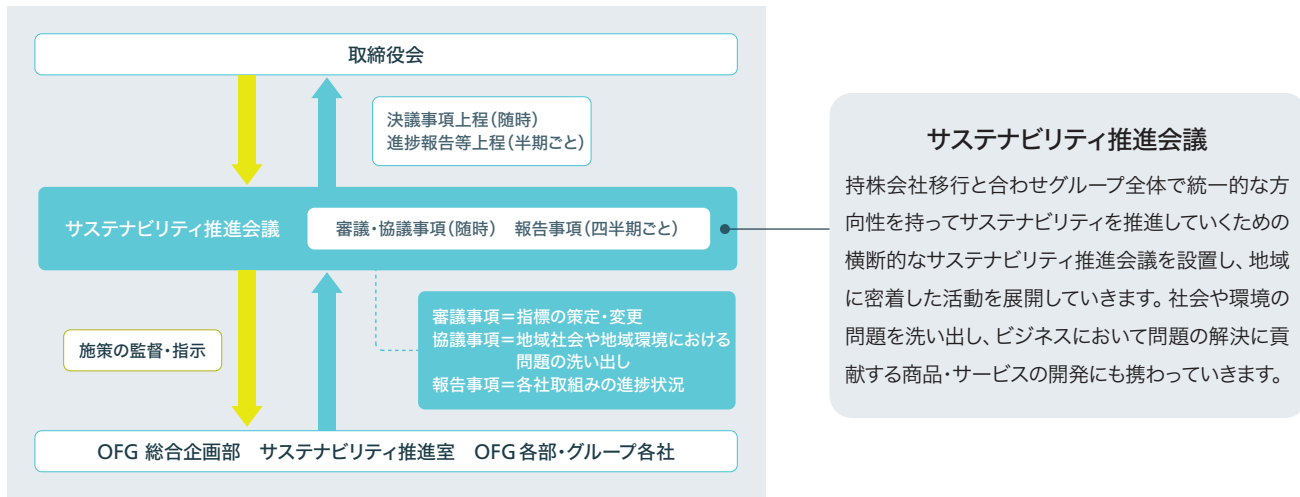 取締役会
決議事項上程(随時)
進捗報告等上程(半期ごと)
サステナビリティ推進会議
審議・協議事項(随時) 報告事項(四半期ごと)
審議事項=指標の策定・変更
協議事項=地域社会や地域環境における
問題の洗い出し
報告事項=各社取組みの進捗状況
施策の監督・指示
OFG 総合企画部 サステナビリティ推進室 OFG各部・グループ各社
サステナビリティ推進会議
持株会社移行と合わせグループ全体で統一的な方
向性を持ってサステナビリティを推進していくための
横断的なサステナビリティ推進会議を設置し、地域
に密着した活動を展開していきます。社会や環境の
問題を洗い出し、ビジネスにおいて問題の解決に貢
献する商品・サービスの開発にも携わっていきます。